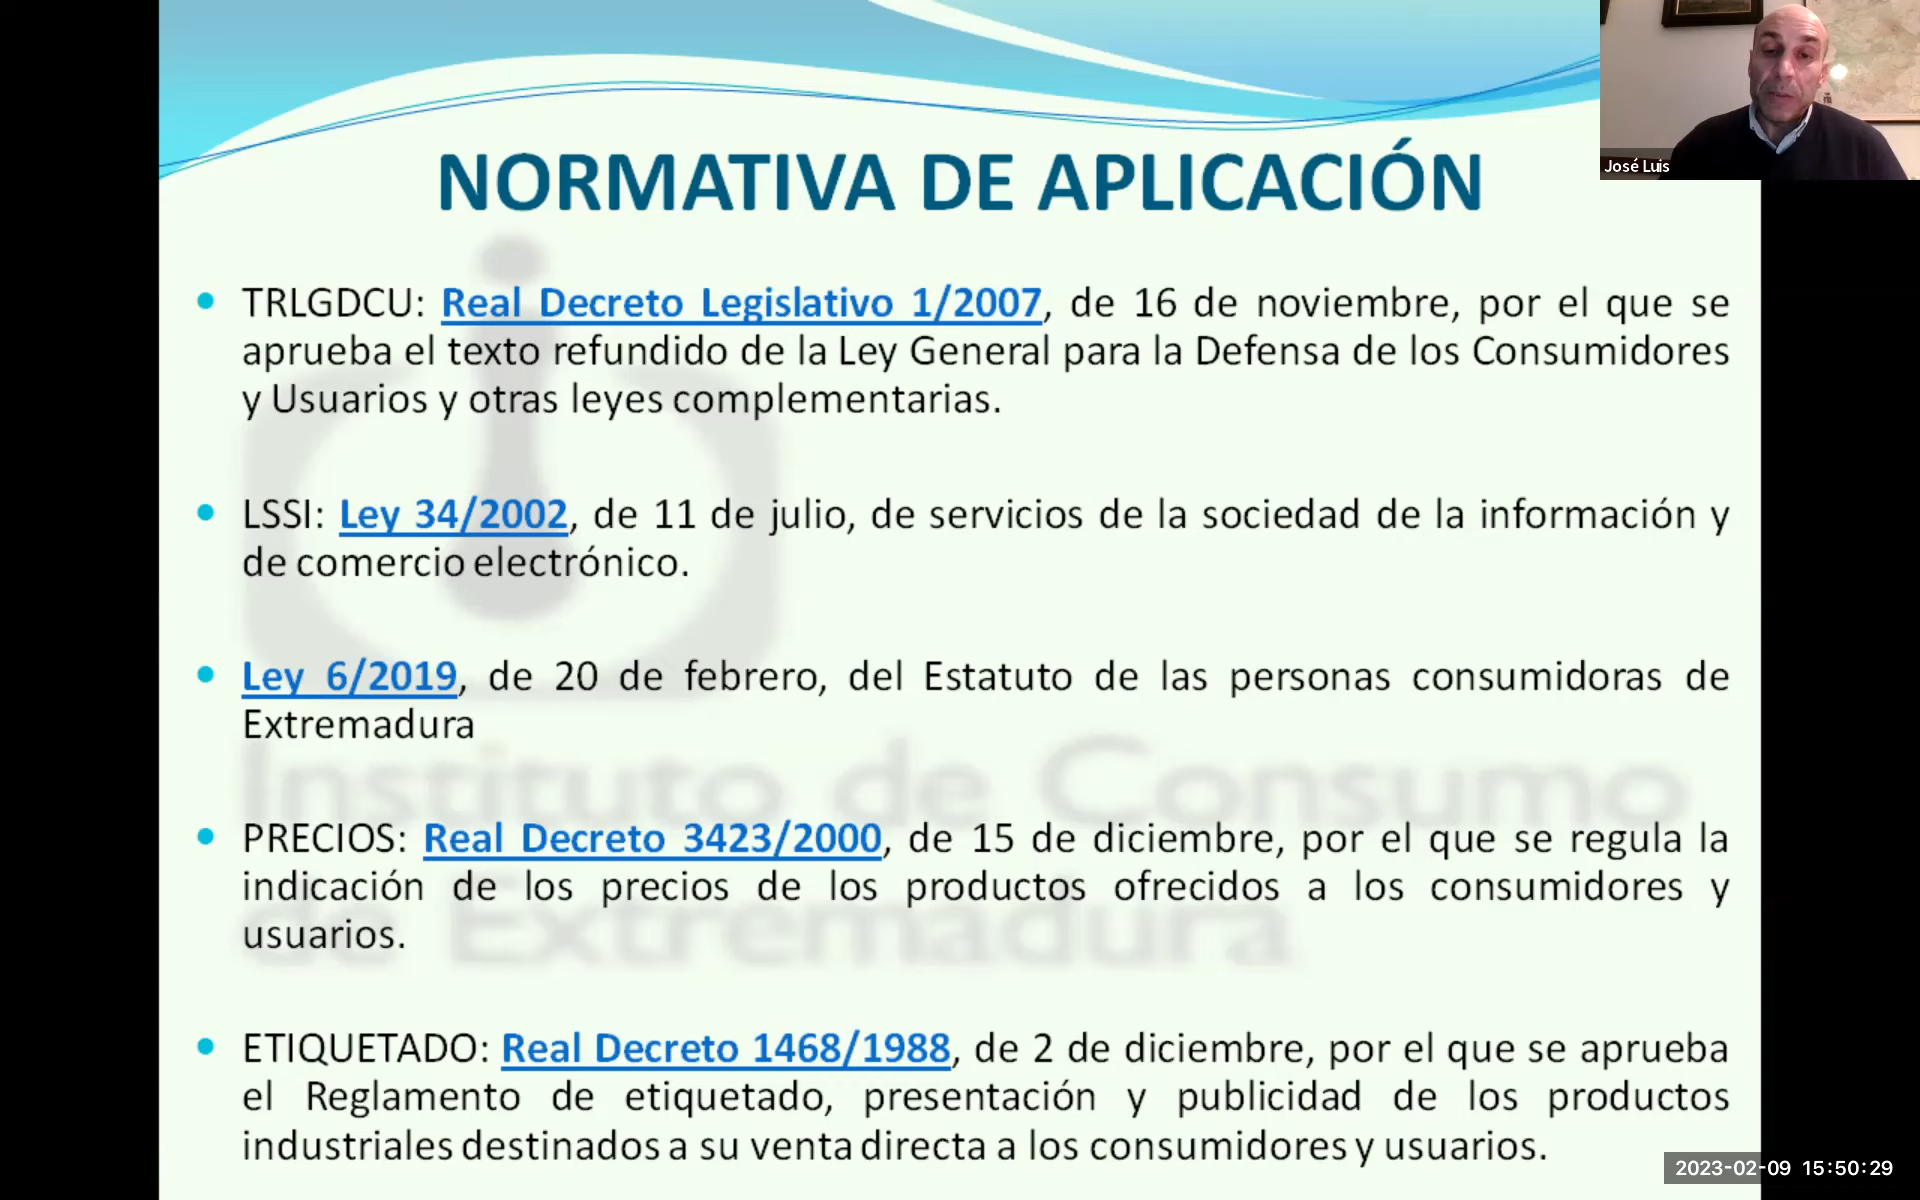 NORMATIVA DE APLICACIÓN
José Luis
• TRLGDCU: Real Decreto Legislativo 1/2007, de 16 de noviembre, por el que se
aprueba el texto refundido de la Ley General para la Defensa de los Consumidores
y Usuarios y otras leyes complementarias.
• LSSI: Ley 34/2002, de 11 de julio, de servicios de la sociedad de la información y
de comercio electrónico.
• Ley 6/2019, de 20 de febrero, del Estatuto de las personas consumidoras de
Extremadura
Instituto de Consumo
de Extremadura
• PRECIOS: Real Decreto 3423/2000, de 15 de diciembre, por el que se regula la
indicación de los precios de los productos ofrecidos a los consumidores y
usuarios.
• ETIQUETADO: Real Decreto 1468/1988, de 2 de diciembre, por el que se aprueba
el Reglamento de etiquetado, presentación y publicidad de los productos
industriales destinados a su venta directa a los consumidores y usuarios.
2023-02-09 15:50:29